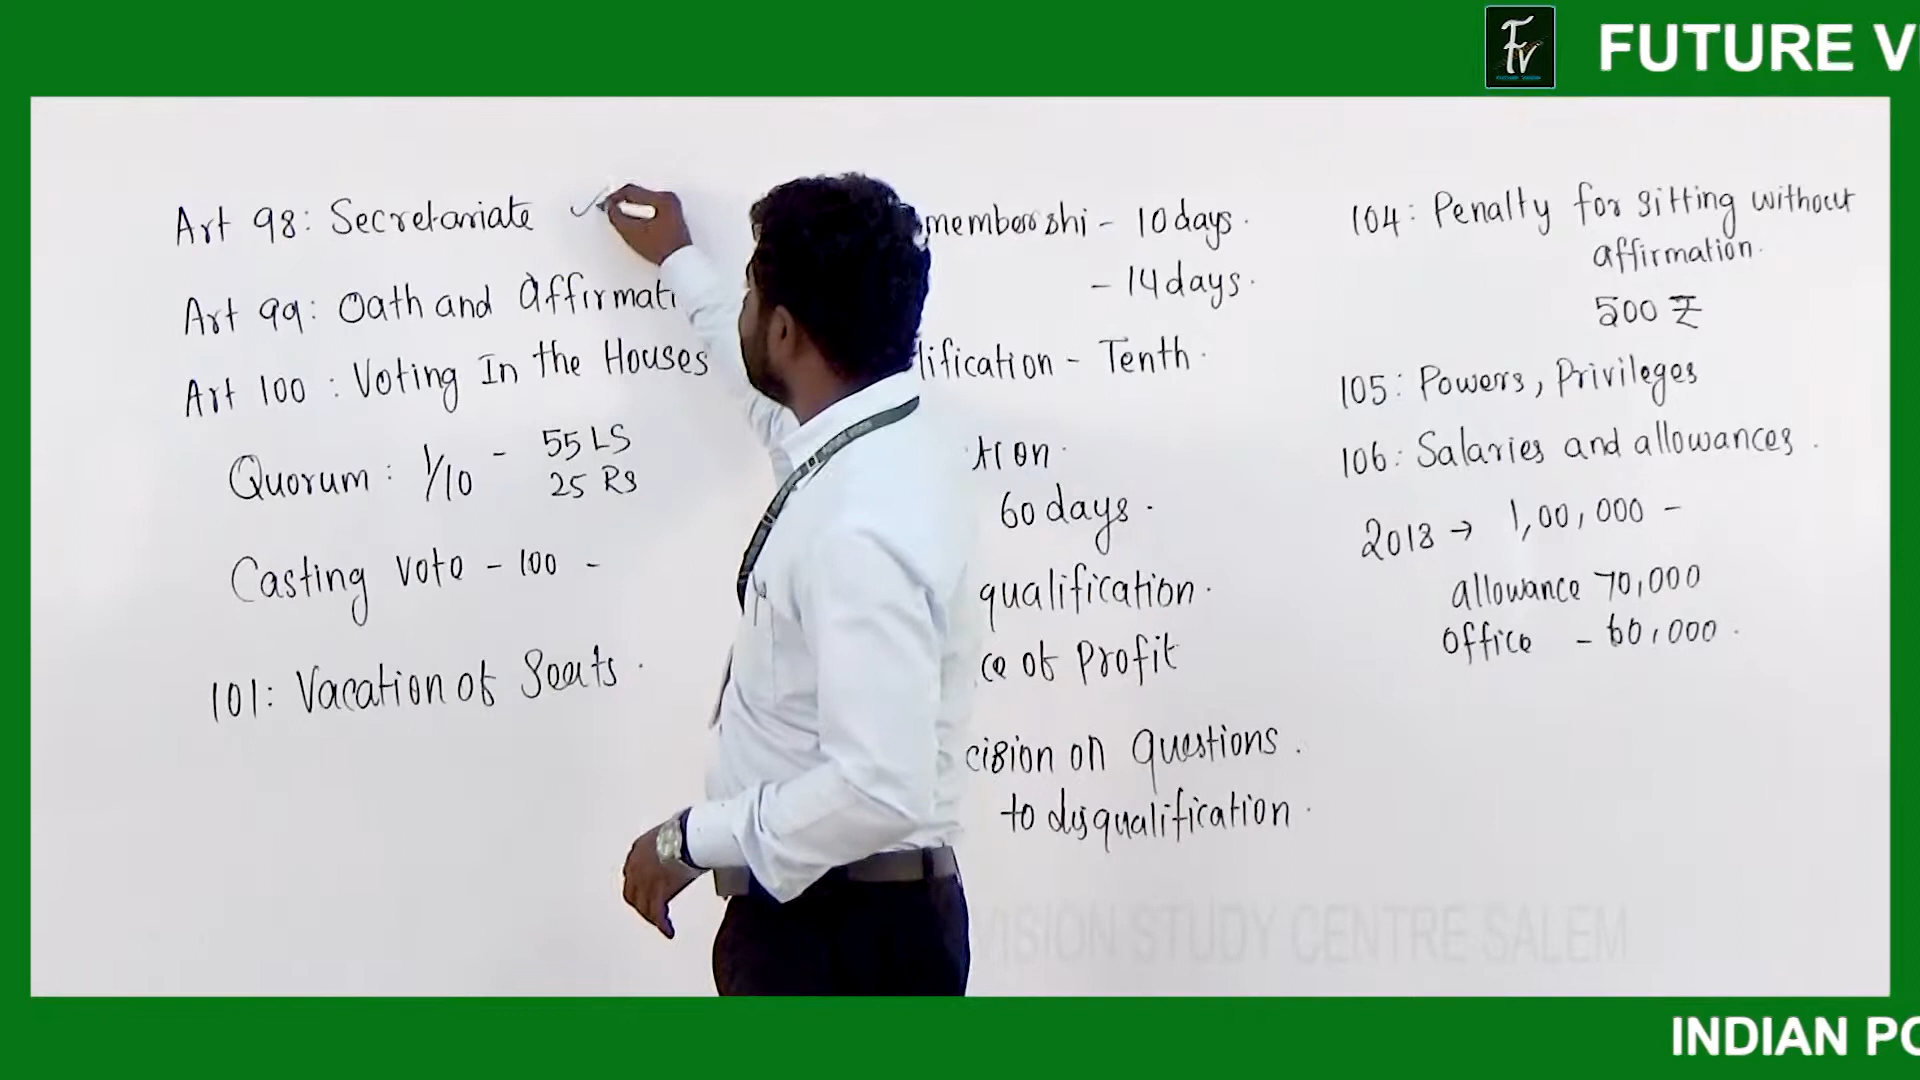 FUTURE V
Art 98: Secretariate
Art 99: Oath and Affirmati
Art 100: Voting In the Houses
Quorum: 1/10 - 55 LS
25 RS
Casting vote - 100 -
101: Vacation of Seats.
membershi - 10 days.
- 14 days.
lification - Tenth.
60 days.
qualification.
ce of Profit
cision on Questions.
to disqualification.
104: Penalty for sitting without
affirmation.
500 ₹
105: Powers, Privileges
106: Salaries and allowances.
2018 → 1,00,000 -
allowance 70,000
office - 60,000.
VISION STUDY CENTRE SALEM
INDIAN PO